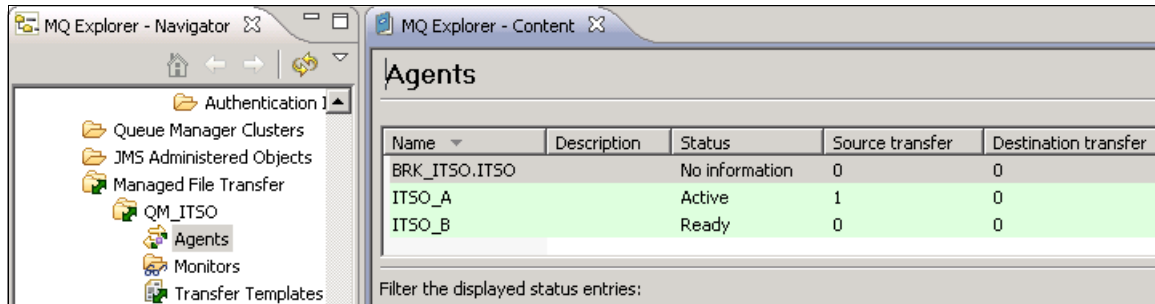 MQ Explorer - Navigator
Authentication I
Queue Manager Clusters
JMS Administered Objects
Managed File Transfer
QM_ITSO
Agents
Monitors
Transfer Templates
MQ Explorer - Content
Agents
Name Description Status Source transfer Destination transfer
BRK_ITSO.ITSO No information 0 0
ITSO_A Active 1 0
ITSO_B Ready 0 0
Filter the displayed status entries: